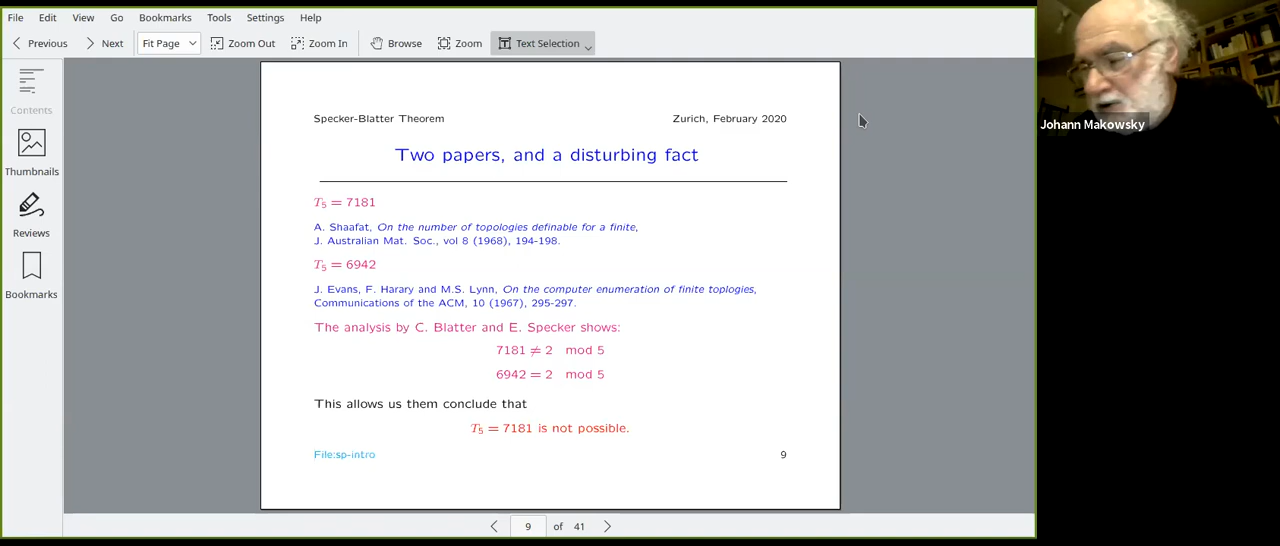 File Edit View Go Bookmarks Tools Settings Help
Previous Next Fit Page Zoom Out Zoom In Browse Zoom Text Selection
Contents
Thumbnails
Reviews
Bookmarks
Specker-Blatter Theorem Zurich, February 2020
Two papers, and a disturbing fact
T₅ = 7181
A. Shaafat, On the number of topologies definable for a finite,
J. Australian Mat. Soc., vol 8 (1968), 194-198.
T₅ = 6942
J. Evans, F. Harary and M.S. Lynn, On the computer enumeration of finite toplogies,
Communications of the ACM, 10 (1967), 295-297.
The analysis by C. Blatter and E. Specker shows:
7181 ≠ 2 mod 5
6942 = 2 mod 5
This allows us them conclude that
T₅ = 7181 is not possible.
File:sp-intro 9
9 of 41
Johann Makowsky